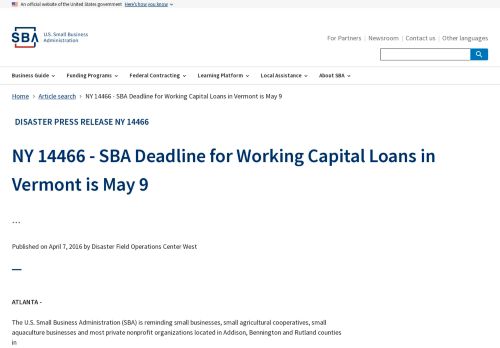 An official website of the United States government Here's how you know
SBA U.S. Small Business
Administration
For Partners | Newsroom | Contact us | Other languages
Business Guide Funding Programs Federal Contracting Learning Platform Local Assistance About SBA
Home > Article search > NY 14466 - SBA Deadline for Working Capital Loans in Vermont is May 9
DISASTER PRESS RELEASE NY 14466
NY 14466 - SBA Deadline for Working Capital Loans in
Vermont is May 9
...
Published on April 7, 2016 by Disaster Field Operations Center West
ATLANTA -
The U.S. Small Business Administration (SBA) is reminding small businesses, small agricultural cooperatives, small
aquaculture businesses and most private nonprofit organizations located in Addison, Bennington and Rutland counties
in